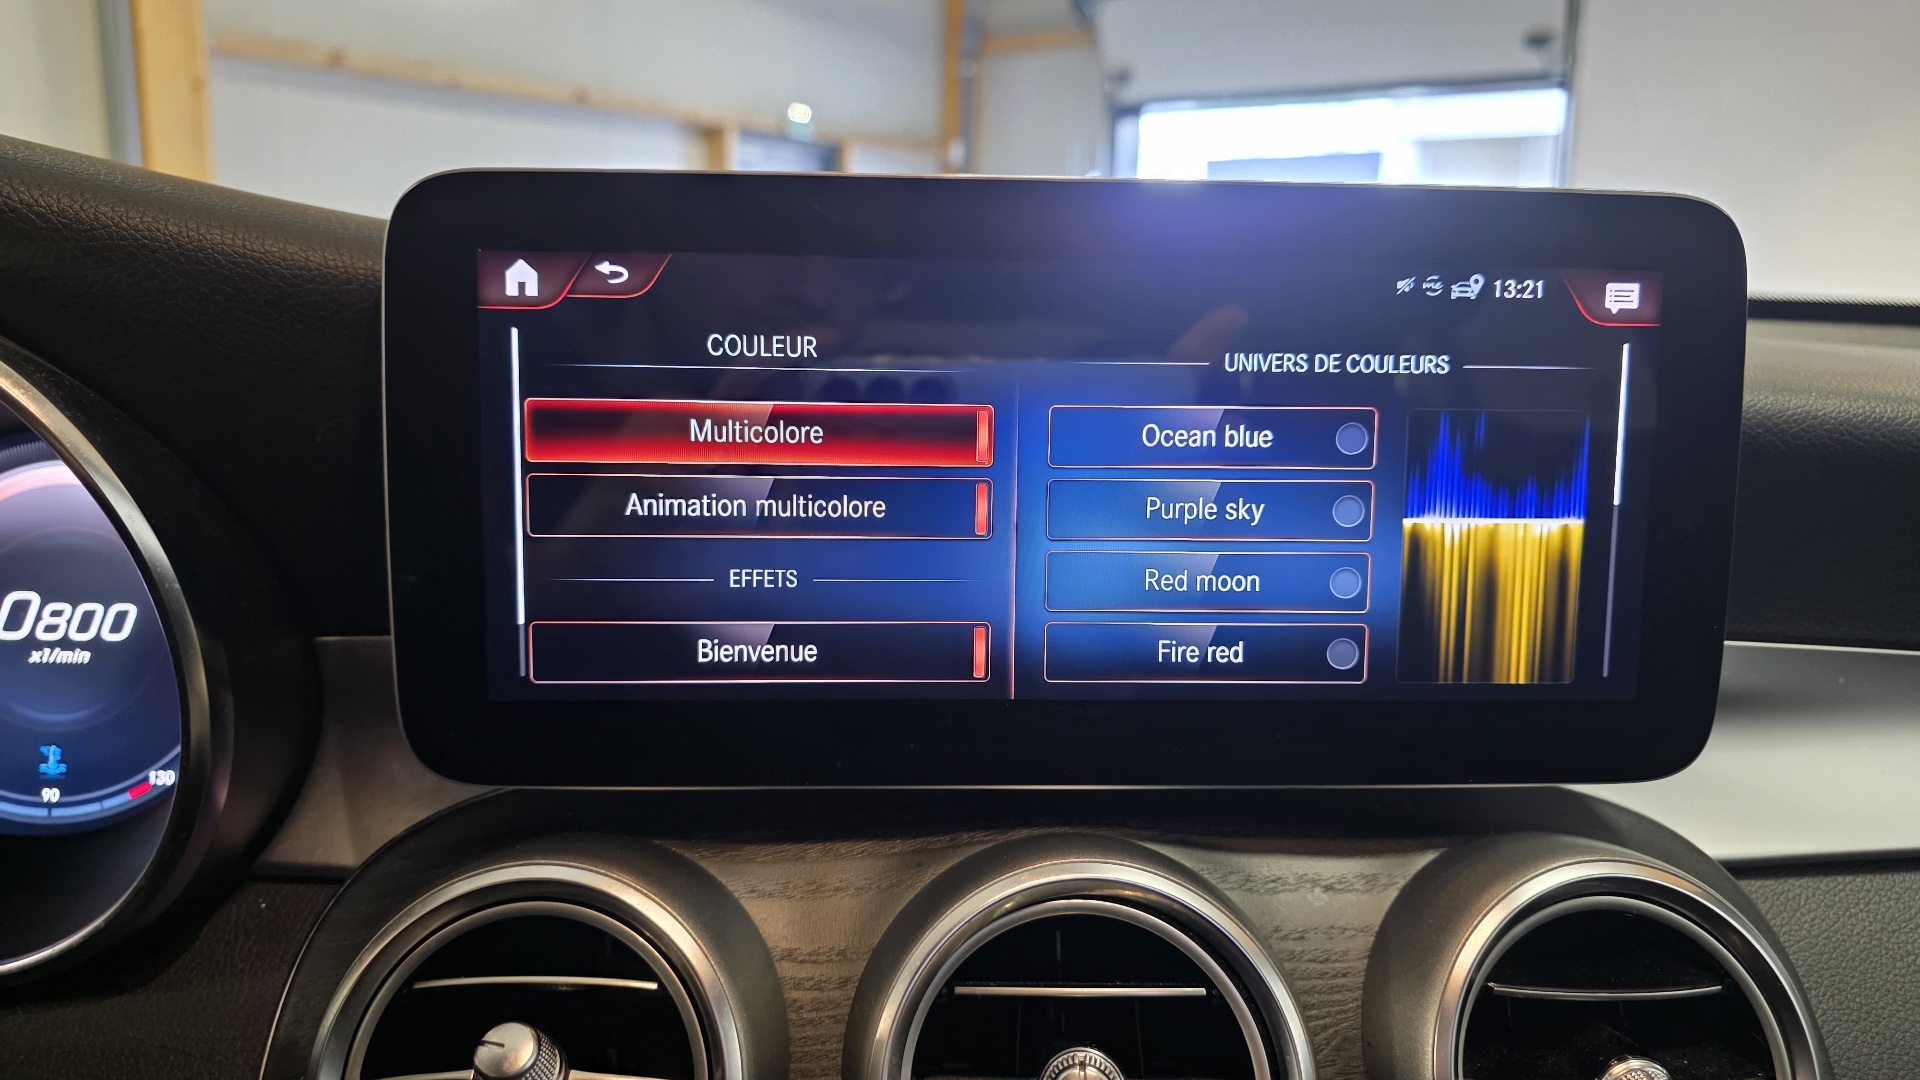 me 13:21
COULEUR
UNIVERS DE COULEURS
Multicolore
Ocean blue
Animation multicolore
Purple sky
EFFETS
Red moon
Bienvenue
Fire red
0800
x1/min
130
90